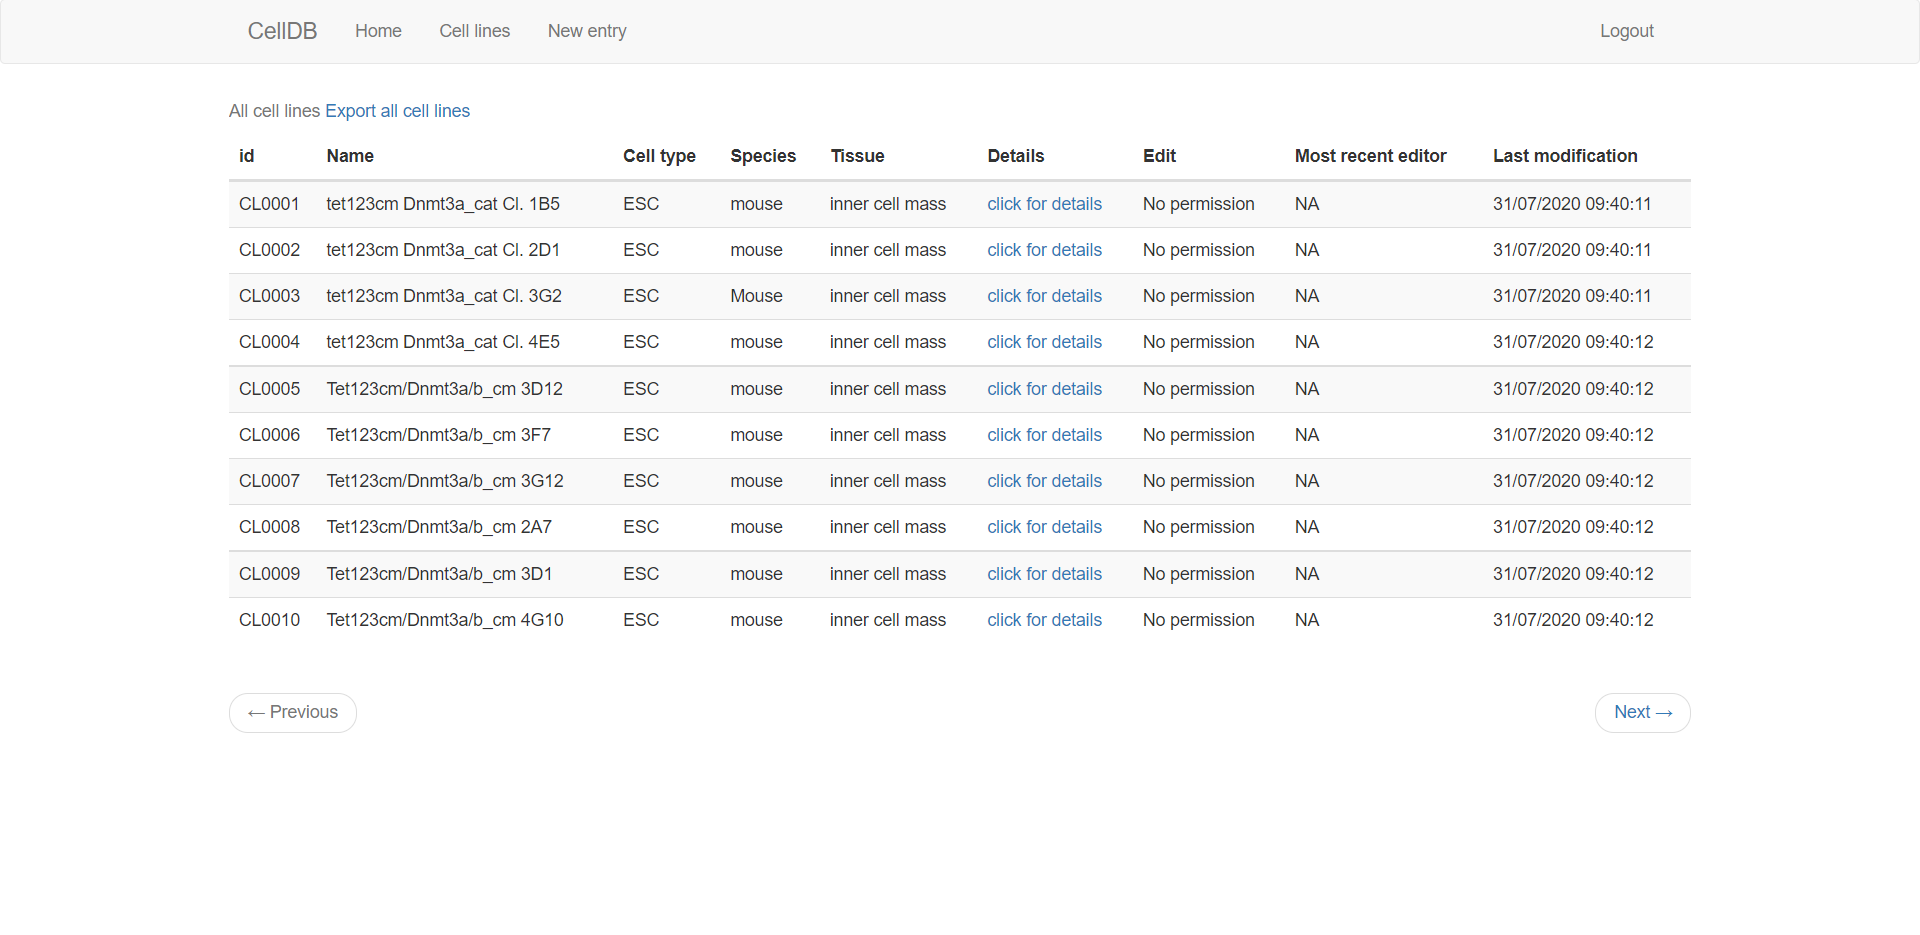 CellDB Home Cell lines New entry Logout
All cell lines Export all cell lines
id Name Cell type Species Tissue Details Edit Most recent editor Last modification
CL0001 tet123cm Dnmt3a_cat Cl. 1B5 ESC mouse inner cell mass click for details No permission NA 31/07/2020 09:40:11
CL0002 tet123cm Dnmt3a_cat Cl. 2D1 ESC mouse inner cell mass click for details No permission NA 31/07/2020 09:40:11
CL0003 tet123cm Dnmt3a_cat Cl. 3G2 ESC Mouse inner cell mass click for details No permission NA 31/07/2020 09:40:11
CL0004 tet123cm Dnmt3a_cat Cl. 4E5 ESC mouse inner cell mass click for details No permission NA 31/07/2020 09:40:12
CL0005 Tet123cm/Dnmt3a/b_cm 3D12 ESC mouse inner cell mass click for details No permission NA 31/07/2020 09:40:12
CL0006 Tet123cm/Dnmt3a/b_cm 3F7 ESC mouse inner cell mass click for details No permission NA 31/07/2020 09:40:12
CL0007 Tet123cm/Dnmt3a/b_cm 3G12 ESC mouse inner cell mass click for details No permission NA 31/07/2020 09:40:12
CL0008 Tet123cm/Dnmt3a/b_cm 2A7 ESC mouse inner cell mass click for details No permission NA 31/07/2020 09:40:12
CL0009 Tet123cm/Dnmt3a/b_cm 3D1 ESC mouse inner cell mass click for details No permission NA 31/07/2020 09:40:12
CL0010 Tet123cm/Dnmt3a/b_cm 4G10 ESC mouse inner cell mass click for details No permission NA 31/07/2020 09:40:12
← Previous Next →